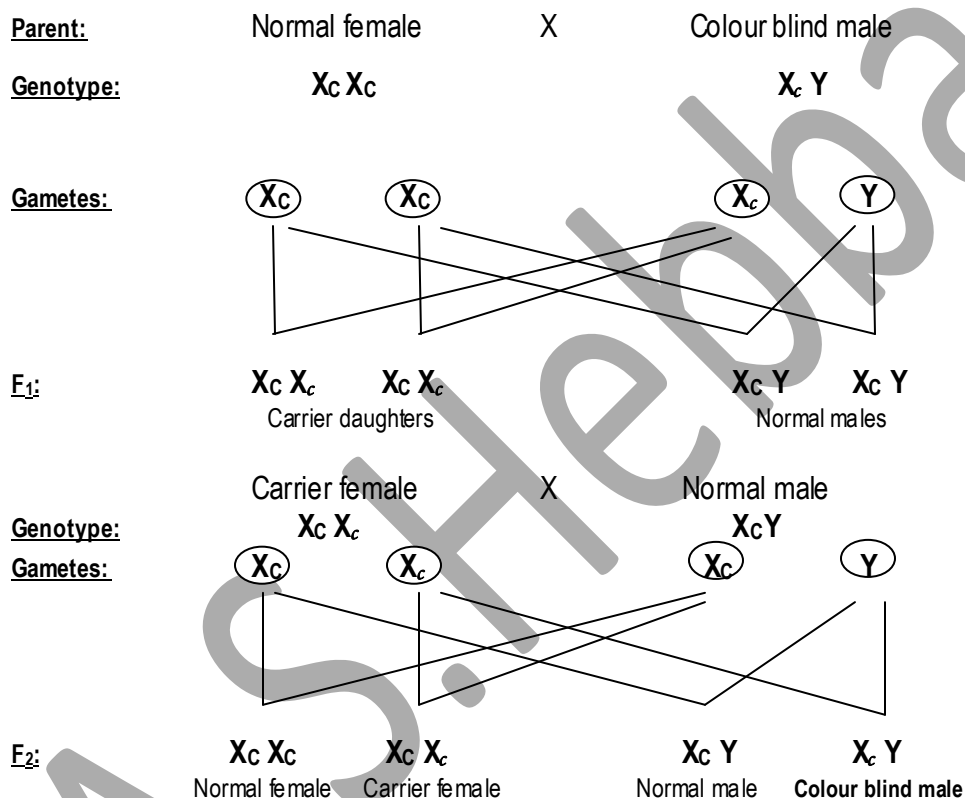 Parent: Normal female X Colour blind male
Genotype: XC XC Xc Y
Gametes: XC XC Xc Y
F1: XC Xc XC Xc XC Y XC Y
Carrier daughters Normal males
Carrier female X Normal male
Genotype: XC Xc XC Y
Gametes: XC Xc XC Y
F2: XC XC XC Xc XC Y Xc Y
Normal female Carrier female Normal male Colour blind male
S.Hebba